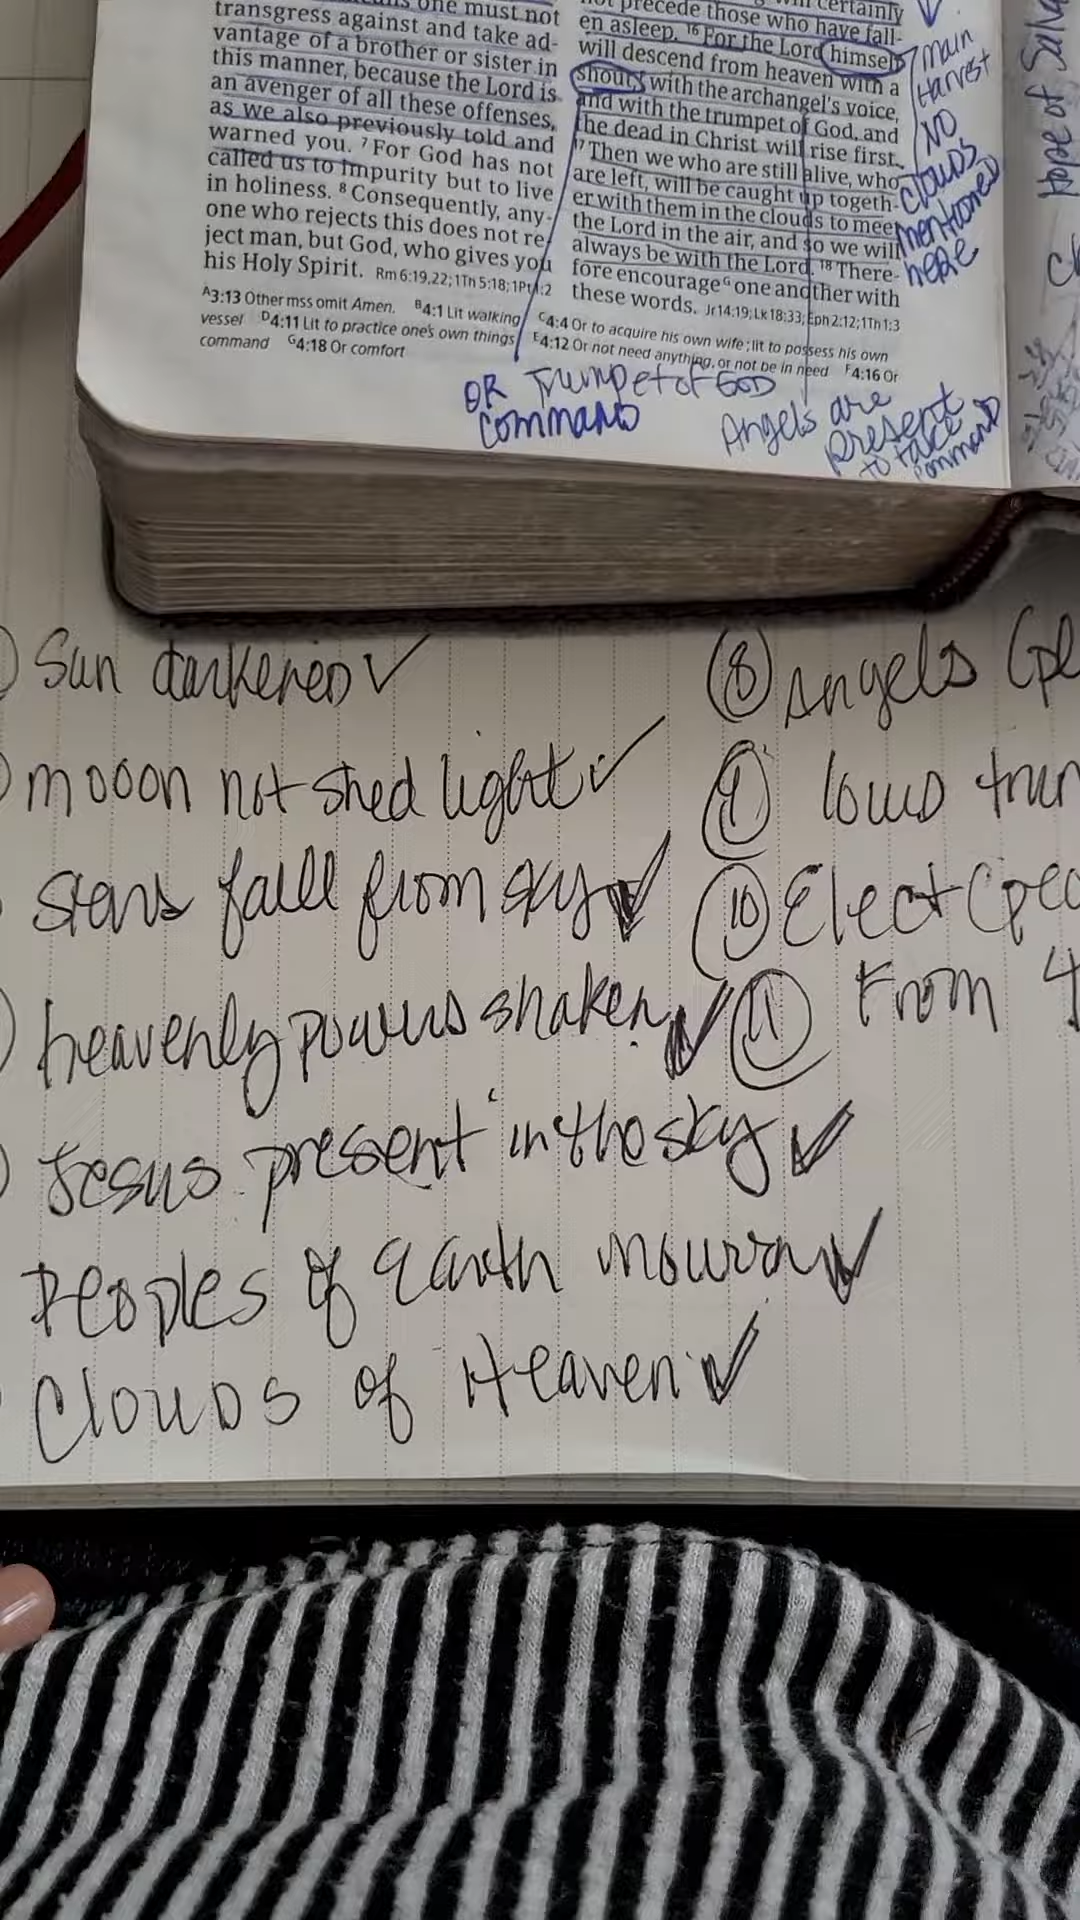 one must not
transgress against and take ad-
vantage of a brother or sister in
this manner, because the Lord is
an avenger of all these offenses,
as we also previously told and
warned you. 7 For God has not
called us to impurity but to live
in holiness. 8 Consequently, any-
one who rejects this does not re-
ject man, but God, who gives you
his Holy Spirit. Rm 6:19,22; 1Th 5:18; 1Pt 1:2
certainly
not precede those who have fall-
en asleep. 16 For the Lord himself
will descend from heaven with a
shout, with the archangel's voice,
and with the trumpet of God, and
the dead in Christ will rise first.
17 Then we who are still alive, who
are left, will be caught up togeth-
er with them in the clouds to meet
the Lord in the air, and so we will
always be with the Lord. 18 There-
fore encourage G one another with
these words. Jr 14:19; Lk 18:33; Eph 2:12; 1Th 1:3
A3:13 Other mss omit Amen. B4:1 Lit walking C4:4 Or to acquire his own wife; lit to possess his own
vessel D4:11 Lit to practice one's own things E4:12 Or not need anything, or not be in need F4:16 Or
command G4:18 Or comfort
main
Harvest
NO
Clouds
mentioned
here
Hope of
OR Trumpet of GOD
Command
Angels are
present
to take
command
Sun darkened ✓
mooon not shed light ✓
stars fall from sky ✓
heavenly powers shaken ✓
Jesus present in the sky ✓
Peoples of earth mourn ✓
Clouds of Heaven ✓
8 Angels
9 loud
10 Elect
11 From 4